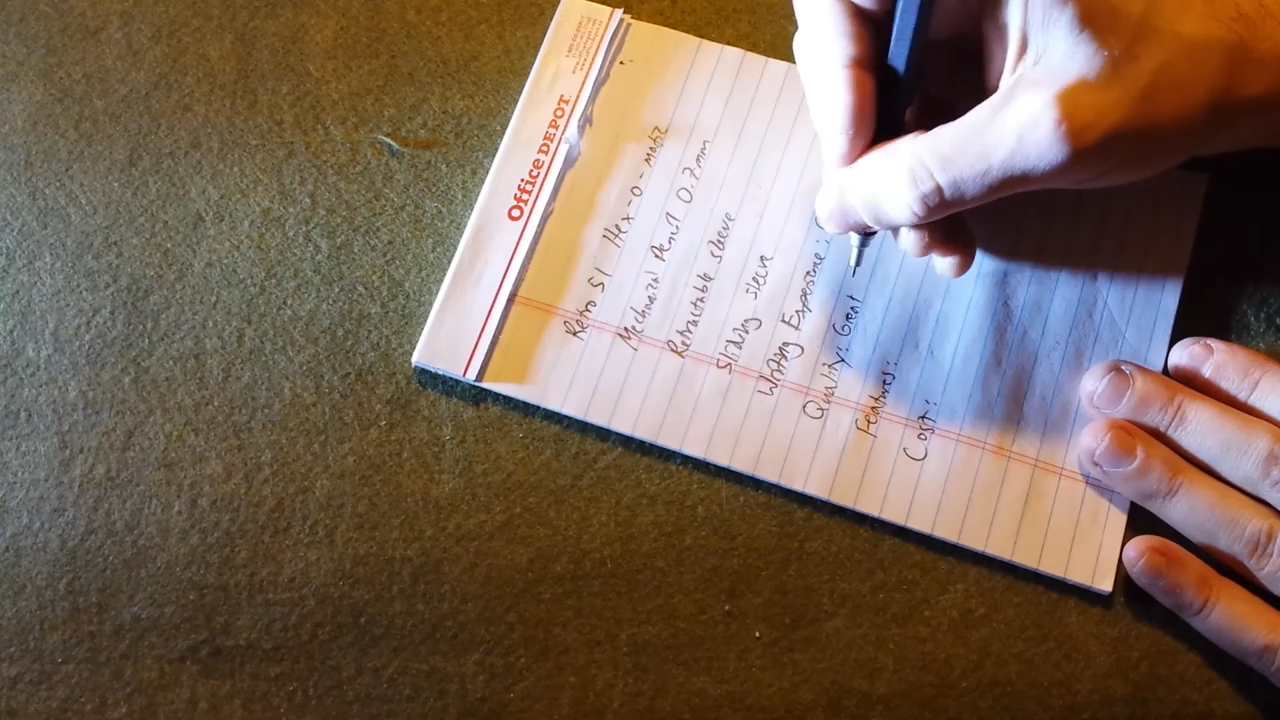 Office DEPOT
Retro 51 Hex-O-matic
Mechanical Pencil 0.7mm
Retractable sleeve
Sliding sleeve
Writing Experience:
Quality: Great
Features:
Cost: